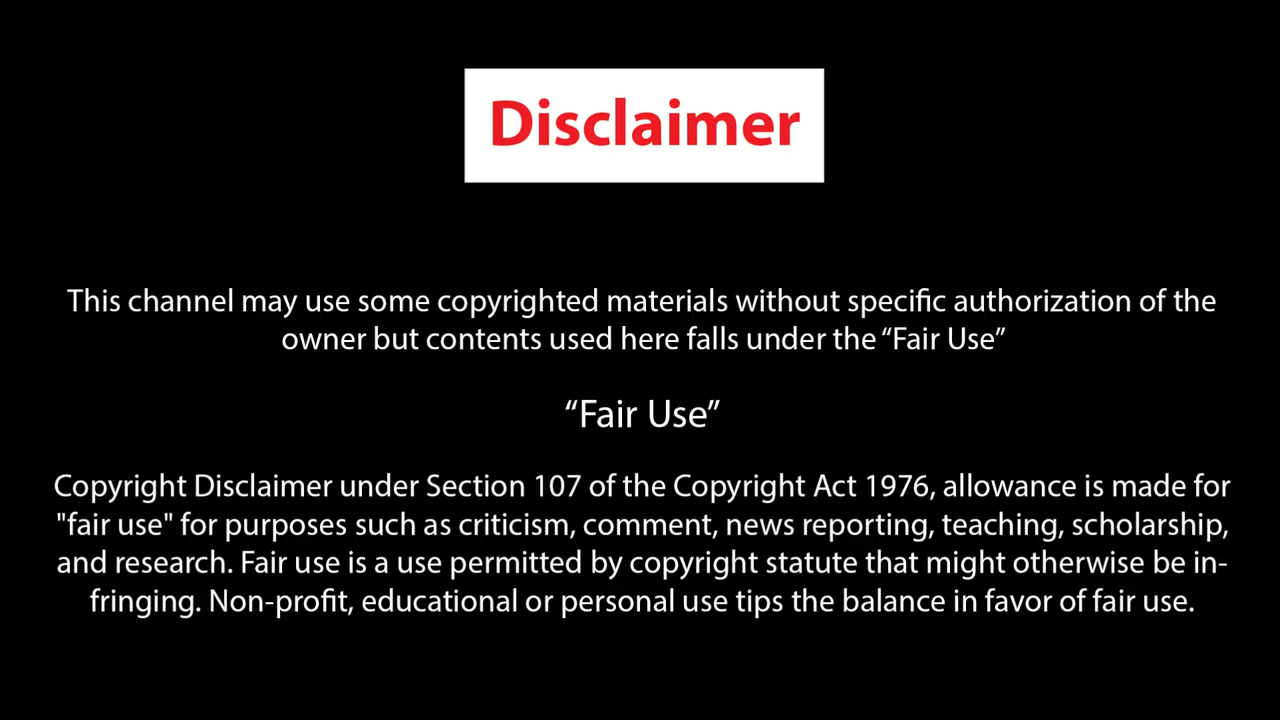 Disclaimer
This channel may use some copyrighted materials without specific authorization of the
owner but contents used here falls under the “Fair Use”
“Fair Use”
Copyright Disclaimer under Section 107 of the Copyright Act 1976, allowance is made for
"fair use" for purposes such as criticism, comment, news reporting, teaching, scholarship,
and research. Fair use is a use permitted by copyright statute that might otherwise be in-
fringing. Non-profit, educational or personal use tips the balance in favor of fair use.